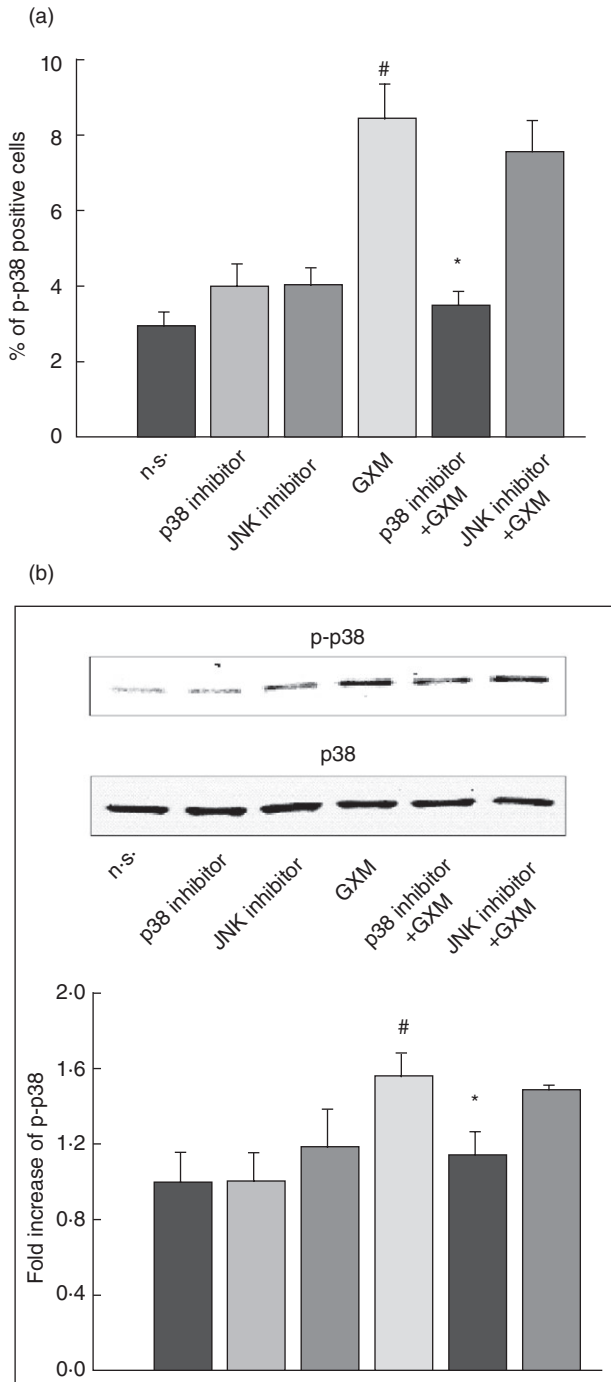 (a)
10
8
6
4
2
0
% of p-p38 positive cells
#
*
n·s·
p38 inhibitor
JNK inhibitor
GXM
p38 inhibitor
+GXM
JNK inhibitor
+GXM
(b)
p-p38
p38
n·s·
p38 inhibitor
JNK inhibitor
GXM
p38 inhibitor
+GXM
JNK inhibitor
+GXM
2·0
1·6
1·2
0·8
0·4
0·0
Fold increase of p-p38
#
*